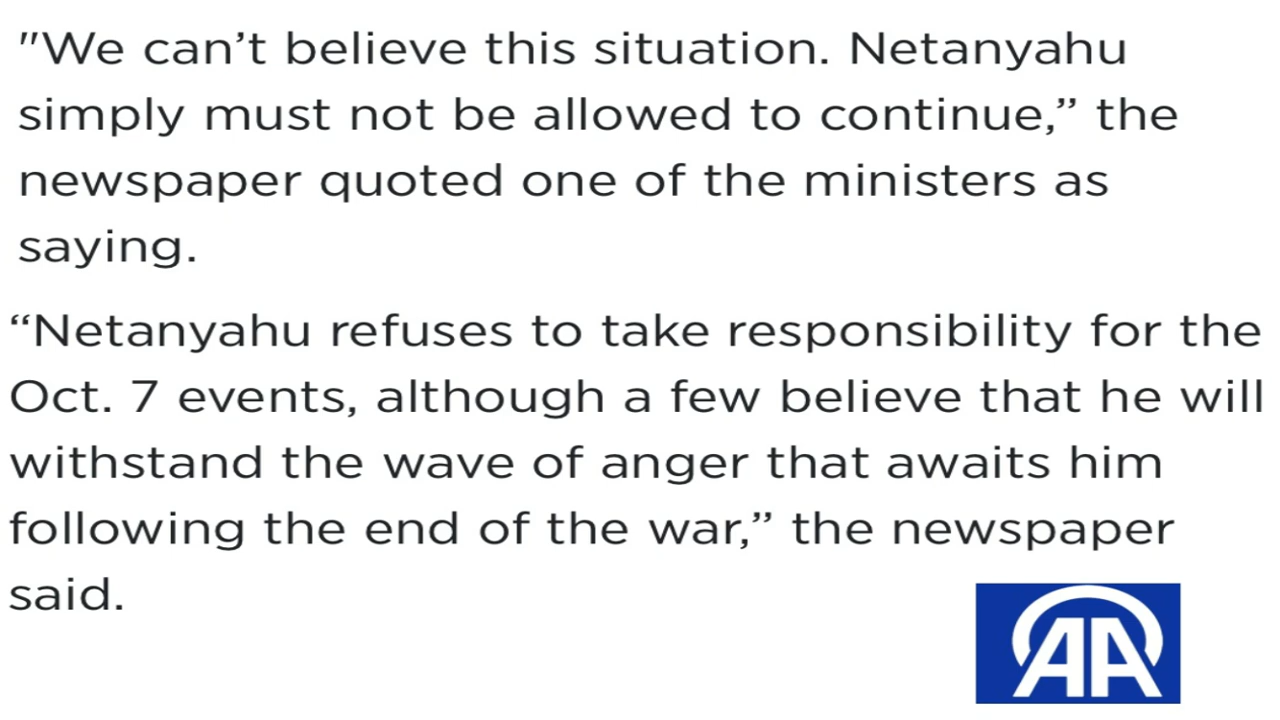 "We can’t believe this situation. Netanyahu
simply must not be allowed to continue,” the
newspaper quoted one of the ministers as
saying.
“Netanyahu refuses to take responsibility for the
Oct. 7 events, although a few believe that he will
withstand the wave of anger that awaits him
following the end of the war,” the newspaper
said.
AA